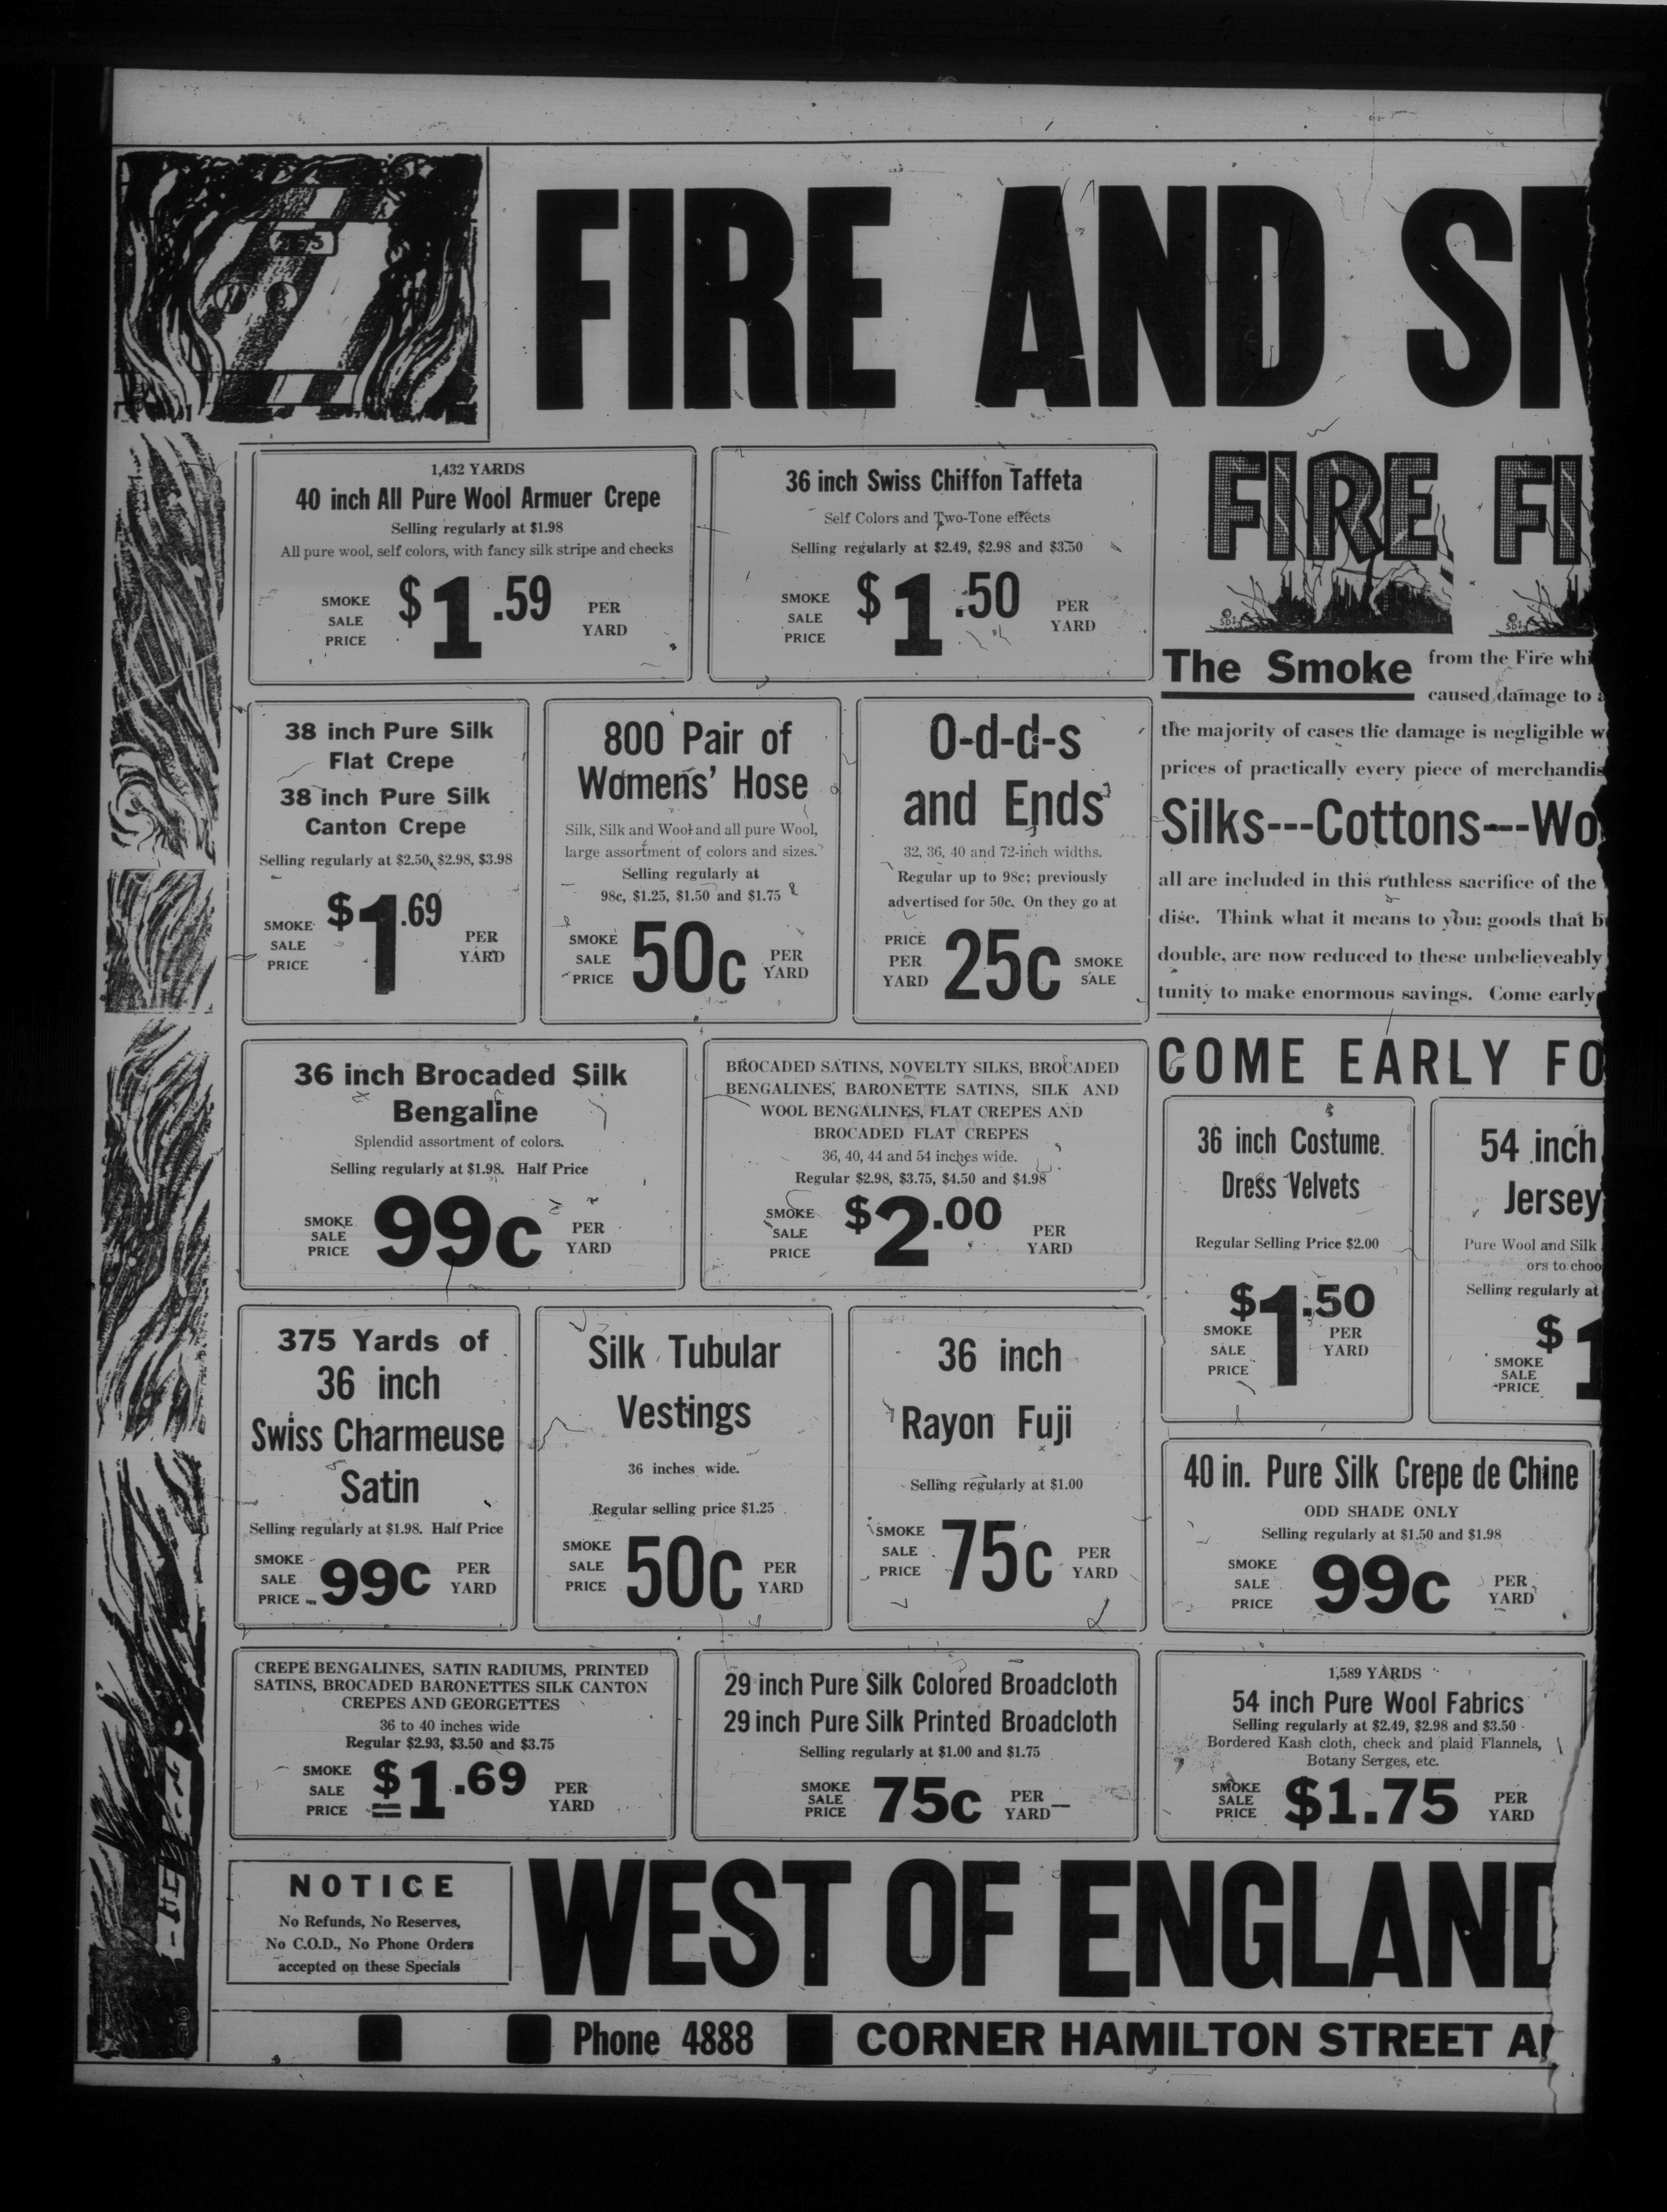 FIRE AND
1,432 YARDS
40 inch All Pure Wool Armuer Crepe
Selling regularly at $1.98
All pure wool, self colors, with fancy silk stripe and checks
SMOKE SALE PRICE $1.59 PER YARD
36 inch Swiss Chiffon Taffeta
Self Colors and Two-Tone effects
Selling regularly at $2.49, $2.98 and $3.50
SMOKE SALE PRICE $1.50 PER YARD
FIRE
The Smoke from the Fire
caused damage to
the majority of cases the damage is negligible
prices of practically every piece of
Silks---Cottons---
all are included in this ruthless sacrifice of the
dise. Think what it means to you; goods that
double, are now reduced to these unbelieveably
tunity to make enormous savings. Come early
38 inch Pure Silk
Flat Crepe
38 inch Pure Silk
Canton Crepe
Selling regularly at $2.50, $2.98, $3.98
SMOKE SALE PRICE $1.69 PER YARD
800 Pair of
Womens' Hose
Silk, Silk and Wool and all pure Wool,
large assortment of colors and sizes.
Selling regularly at
98c, $1.25, $1.50 and $1.75
SMOKE SALE PRICE 50c PER YARD
O-d-d-s
and Ends
32, 36, 40 and 72-inch widths.
Regular up to 98c; previously
advertised for 50c. On they go at
PRICE PER YARD 25c SMOKE SALE
36 inch Brocaded Silk
Bengaline
Splendid assortment of colors.
Selling regularly at $1.98. Half Price
SMOKE SALE PRICE 99c PER YARD
BROCADED SATINS, NOVELTY SILKS, BROCADED
BENGALINES, BARONETTE SATINS, SILK AND
WOOL BENGALINES, FLAT CREPES AND
BROCADED FLAT CREPES
36, 40, 44 and 54 inches wide.
Regular $2.98, $3.75, $4.50 and $4.98
SMOKE SALE PRICE $2.00 PER YARD
COME EARLY
36 inch Costume
Dress Velvets
Regular Selling Price $2.00
SMOKE SALE PRICE $1.50 PER YARD
54 inch
Jersey
Pure Wool and Silk
ors to
Selling regularly at
SMOKE SALE PRICE $1
375 Yards of
36 inch
Swiss Charmeuse
Satin
Selling regularly at $1.98. Half Price
SMOKE SALE PRICE 99c PER YARD
Silk Tubular
Vestings
36 inches wide.
Regular selling price $1.25
SMOKE SALE PRICE 50c PER YARD
36 inch
Rayon Fuji
Selling regularly at $1.00
SMOKE SALE PRICE 75c PER YARD
40 in. Pure Silk Crepe de Chine
ODD SHADE ONLY
Selling regularly at $1.50 and $1.98
SMOKE SALE PRICE 99c PER YARD
CREPE BENGALINES, SATIN RADIUMS, PRINTED
SATINS, BROCADED BARONETTES SILK CANTON
CREPES AND GEORGETTES
36 to 40 inches wide
Regular $2.93, $3.50 and $3.75
SMOKE SALE PRICE $1.69 PER YARD
29 inch Pure Silk Colored Broadcloth
29 inch Pure Silk Printed Broadcloth
Selling regularly at $1.00 and $1.75
SMOKE SALE PRICE 75c PER YARD
1,589 YARDS
54 inch Pure Wool Fabrics
Selling regularly at $2.49, $2.98 and $3.50
Bordered Kash cloth, check and plaid Flannels,
Botany Serges, etc.
SMOKE SALE PRICE $1.75 PER YARD
NOTICE
No Refunds, No Reserves,
No C.O.D., No Phone Orders
accepted on these Specials
WEST OF ENGLAND
Phone 4888 CORNER HAMILTON STREET